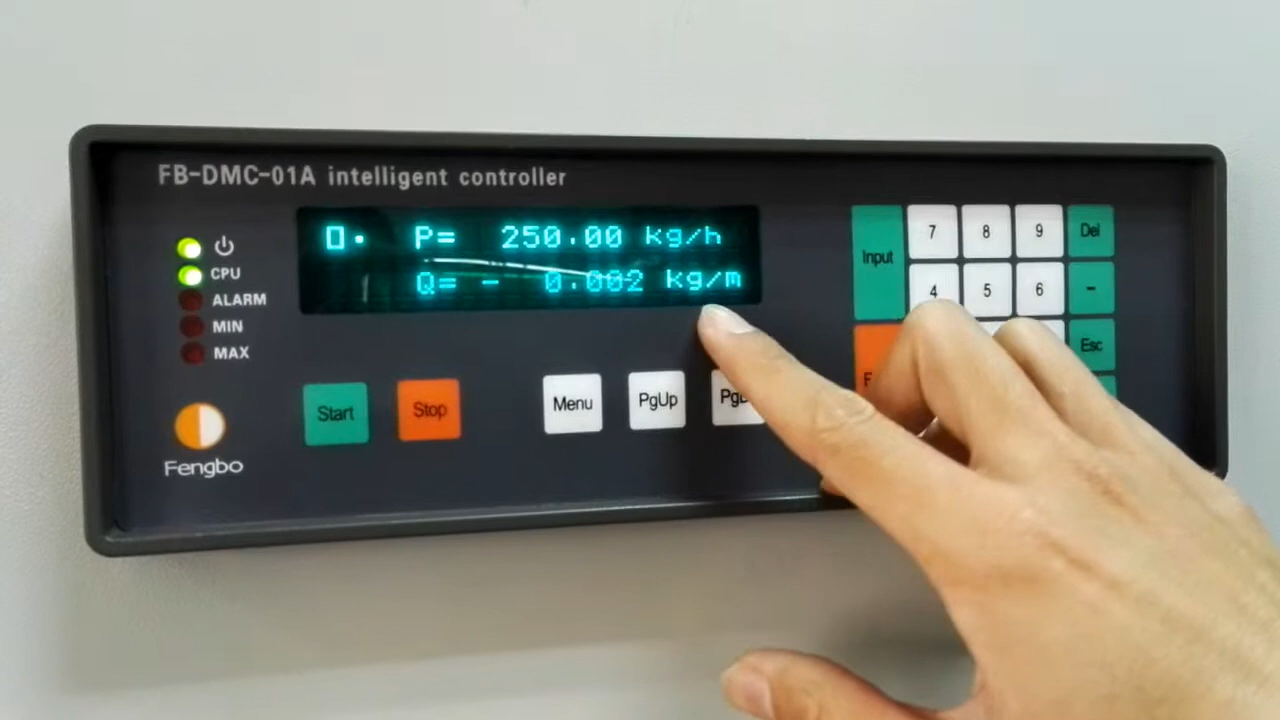 FB-DMC-01A intelligent controller
0. P= 250.00 kg/h
Q= - 0.002 kg/m
CPU
ALARM
MIN
MAX
Fengbo
Start
Stop
Menu
PgUp
Input
7 8 9 Del
4 5 6 -
Esc